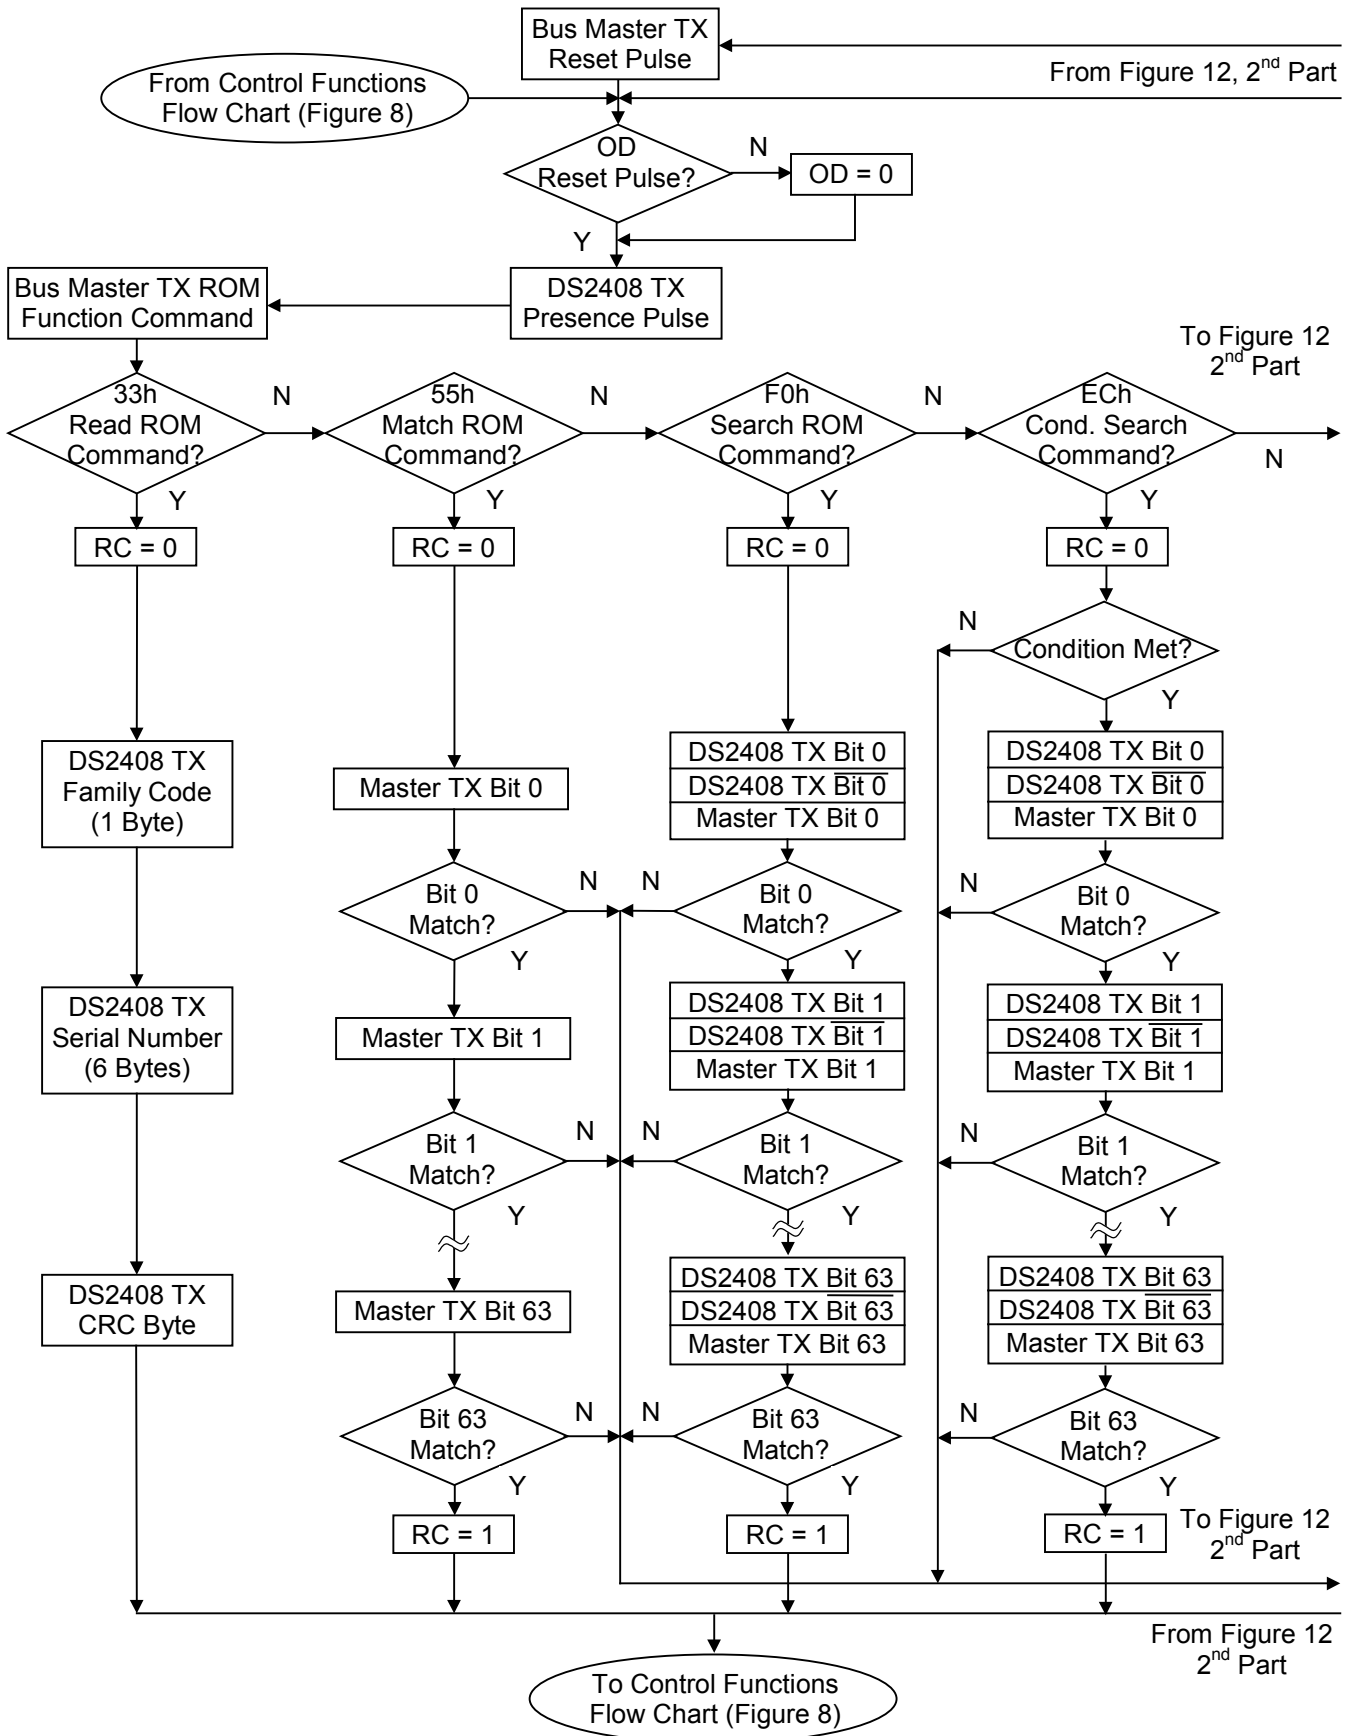 Bus Master TX
Reset Pulse
From Figure 12, 2nd Part
From Control Functions
Flow Chart (Figure 8)
OD
Reset Pulse?
N
OD = 0
Y
Bus Master TX ROM
Function Command
DS2408 TX
Presence Pulse
To Figure 12
2nd Part
33h
Read ROM
Command?
N
55h
Match ROM
Command?
N
F0h
Search ROM
Command?
N
ECh
Cond. Search
Command?
N
Y
Y
Y
Y
RC = 0
RC = 0
RC = 0
RC = 0
N
Condition Met?
Y
DS2408 TX
Family Code
(1 Byte)
Master TX Bit 0
DS2408 TX Bit 0
DS2408 TX B̅i̅t̅ ̅0̅
Master TX Bit 0
DS2408 TX Bit 0
DS2408 TX B̅i̅t̅ ̅0̅
Master TX Bit 0
Bit 0
Match?
N
N
Bit 0
Match?
N
Bit 0
Match?
Y
Y
Y
DS2408 TX
Serial Number
(6 Bytes)
Master TX Bit 1
DS2408 TX Bit 1
DS2408 TX B̅i̅t̅ ̅1̅
Master TX Bit 1
DS2408 TX Bit 1
DS2408 TX B̅i̅t̅ ̅1̅
Master TX Bit 1
Bit 1
Match?
N
N
Bit 1
Match?
N
Bit 1
Match?
Y
Y
Y
DS2408 TX
CRC Byte
Master TX Bit 63
DS2408 TX Bit 63
DS2408 TX B̅i̅t̅ ̅6̅3̅
Master TX Bit 63
DS2408 TX Bit 63
DS2408 TX B̅i̅t̅ ̅6̅3̅
Master TX Bit 63
Bit 63
Match?
N
N
Bit 63
Match?
N
Bit 63
Match?
Y
Y
Y
RC = 1
RC = 1
RC = 1
To Figure 12
2nd Part
From Figure 12
2nd Part
To Control Functions
Flow Chart (Figure 8)